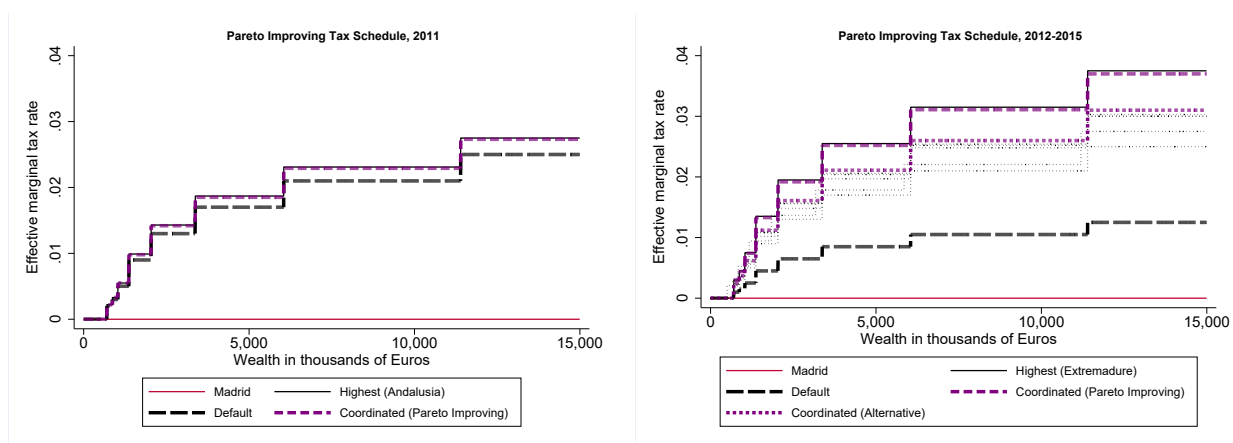 Pareto Improving Tax Schedule, 2011
Effective marginal tax rate
.04
.03
.02
.01
0
0 5,000 10,000 15,000
Wealth in thousands of Euros
Madrid Highest (Andalusia)
Default Coordinated (Pareto Improving)
Pareto Improving Tax Schedule, 2012-2015
Effective marginal tax rate
.04
.03
.02
.01
0
0 5,000 10,000 15,000
Wealth in thousands of Euros
Madrid Highest (Extremadure)
Default Coordinated (Pareto Improving)
Coordinated (Alternative)